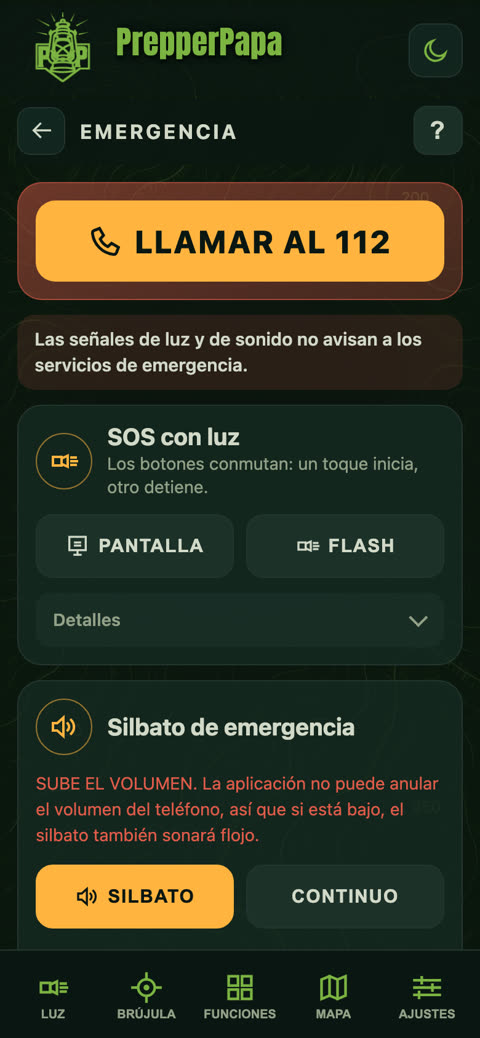 PrepperPapa
EMERGENCIA
?
LLAMAR AL 112
Las señales de luz y de sonido no avisan a los
servicios de emergencia.
SOS con luz
Los botones conmutan: un toque inicia,
otro detiene.
PANTALLA
FLASH
Detalles
Silbato de emergencia
SUBE EL VOLUMEN. La aplicación no puede anular
el volumen del teléfono, así que si está bajo, el
silbato también sonará flojo.
SILBATO
CONTINUO
LUZ
BRÚJULA
FUNCIONES
MAPA
AJUSTES